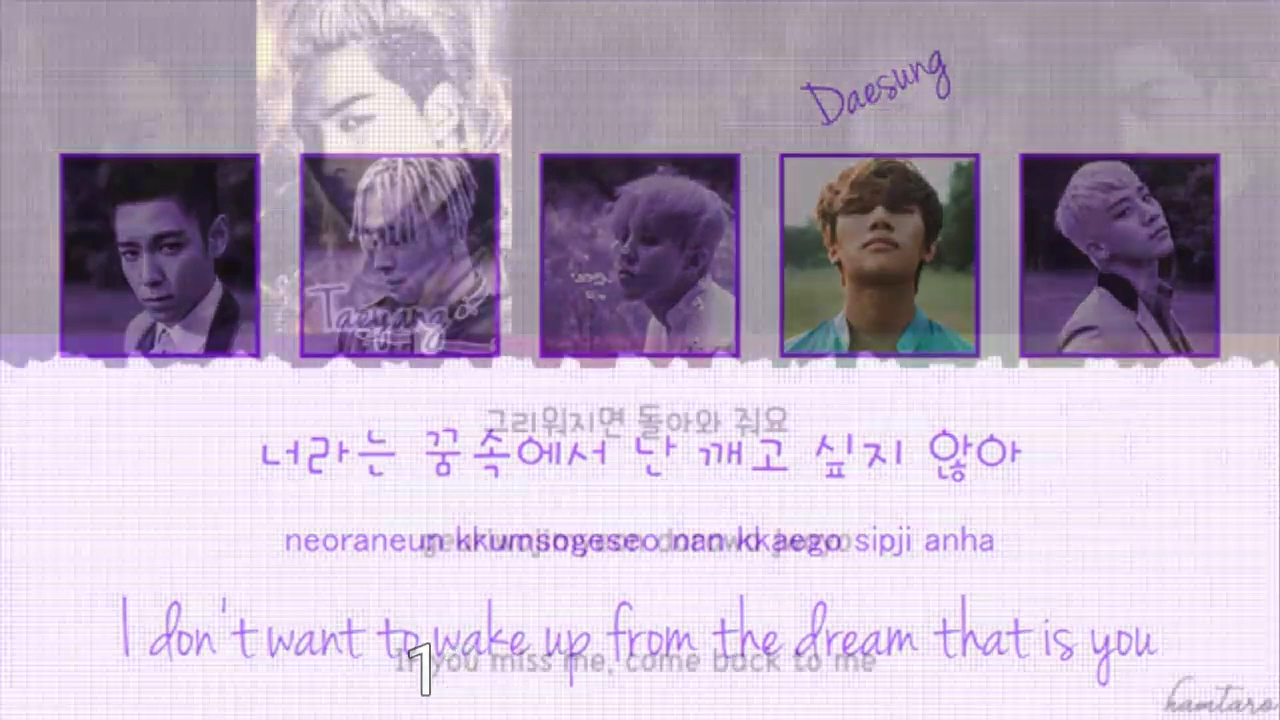 Daesung
Taeyang
그리워지면 돌아와 줘요
너라는 꿈 속에서 난 깨고 싶지 않아
neoraneun kkumsogeseo nan kkaego sipji anha
I don't want to wake up from the dream that is you
If you miss me, come back to me
1
hamtaro